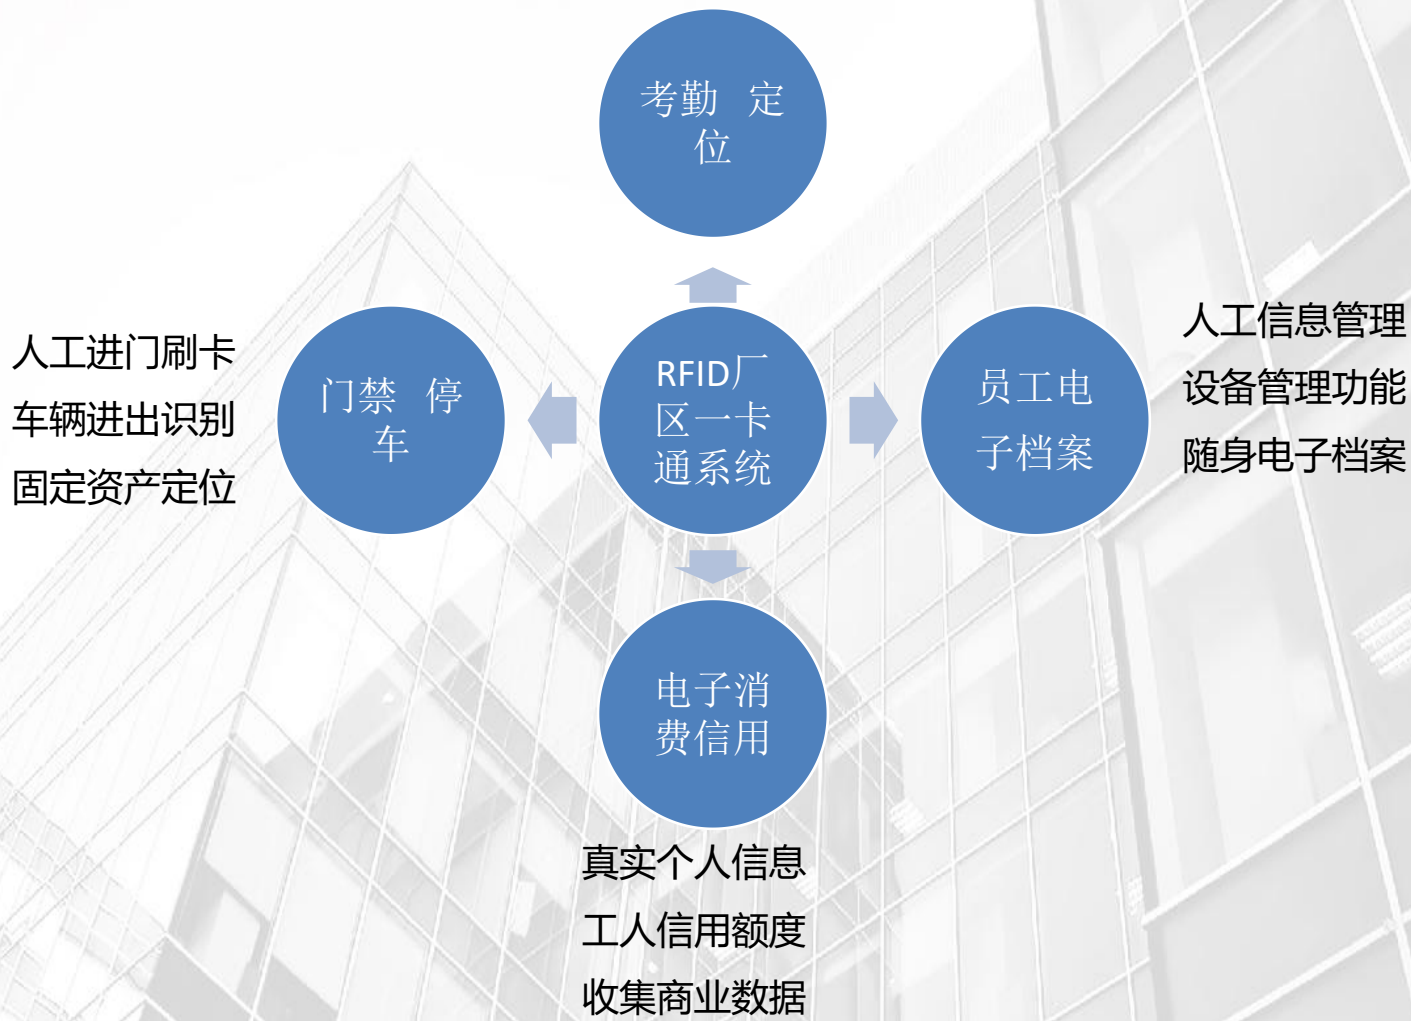 考勤 定
位
人工进门刷卡
车辆进出识别
固定资产定位
门禁 停
车
RFID厂
区一卡
通系统
员工电
子档案
人工信息管理
设备管理功能
随身电子档案
电子消
费信用
真实个人信息
工人信用额度
收集商业数据